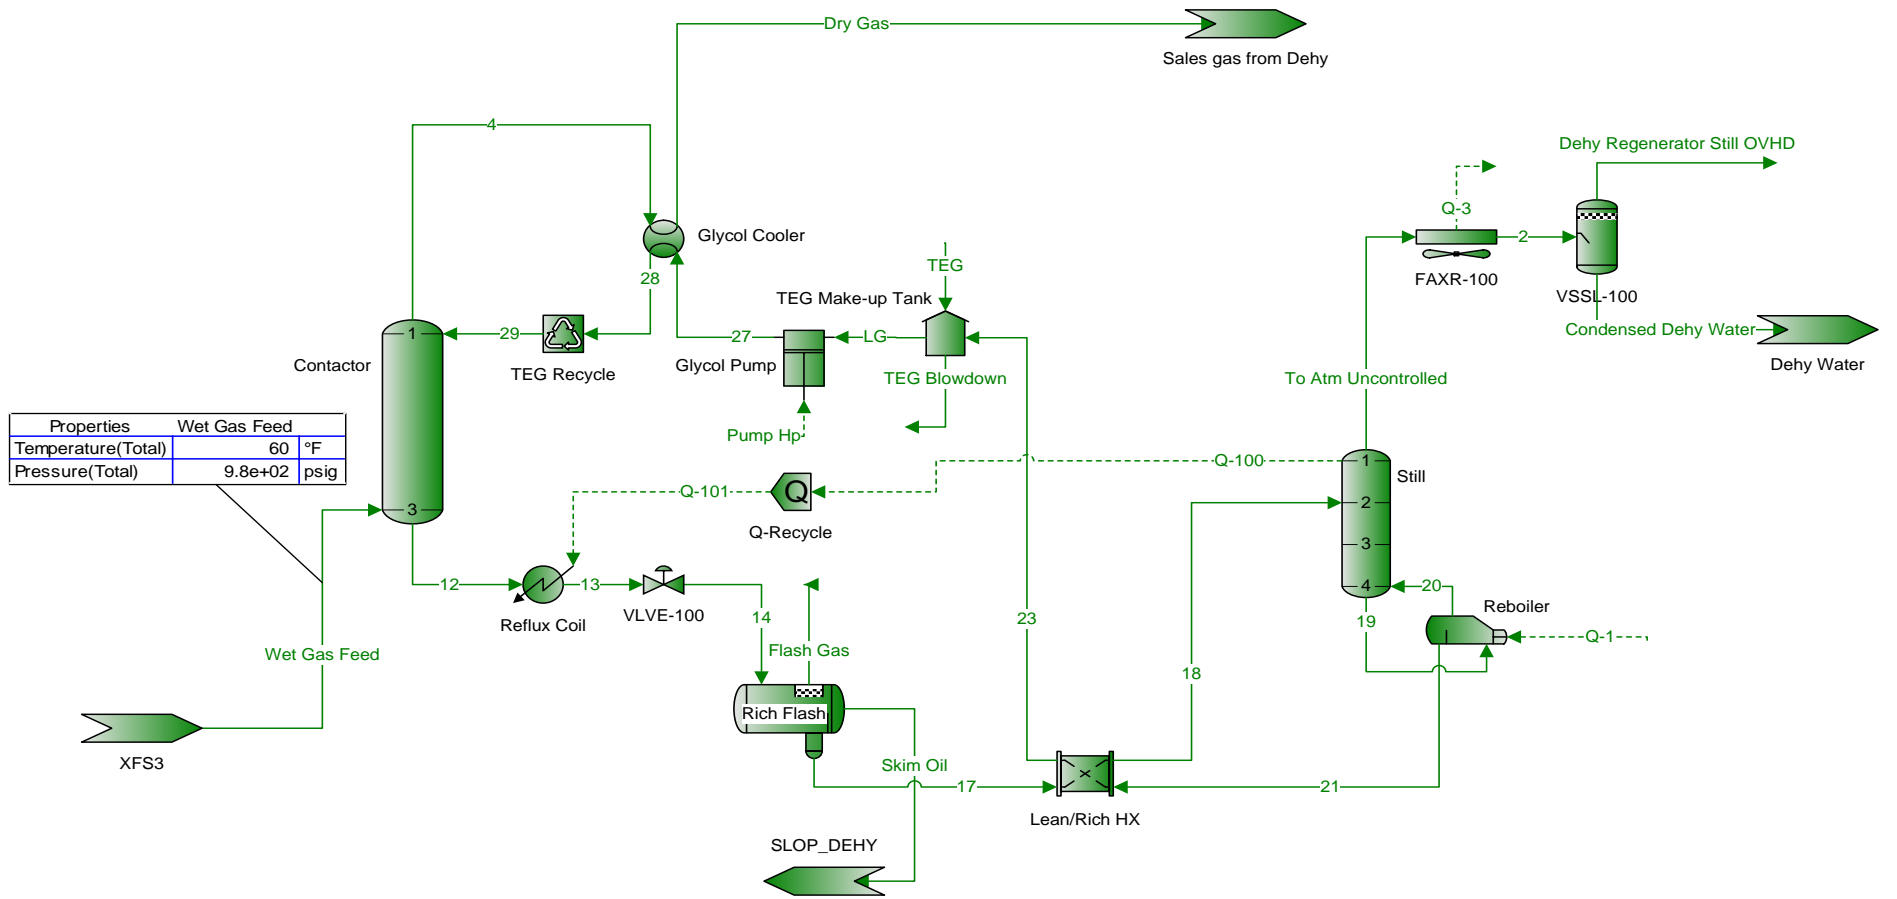 Dry Gas
Sales gas from Dehy
4
Dehy Regenerator Still OVHD
Q-3
2
FAXR-100
VSSL-100
Condensed Dehy Water
Dehy Water
Glycol Cooler
28
TEG
TEG Make-up Tank
1
29
TEG Recycle
27
LG
Glycol Pump
TEG Blowdown
Contactor
To Atm Uncontrolled
Properties Wet Gas Feed
Temperature(Total) 60 °F
Pressure(Total) 9.8e+02 psig
Pump Hp
3
Q-101
Q
Q-Recycle
Q-100
1
Still
2
3
4
20
12
13
Reflux Coil
VLVE-100
14
Flash Gas
23
19
Reboiler
Q-1
Wet Gas Feed
18
Rich Flash
XFS3
Skim Oil
17
21
Lean/Rich HX
SLOP_DEHY